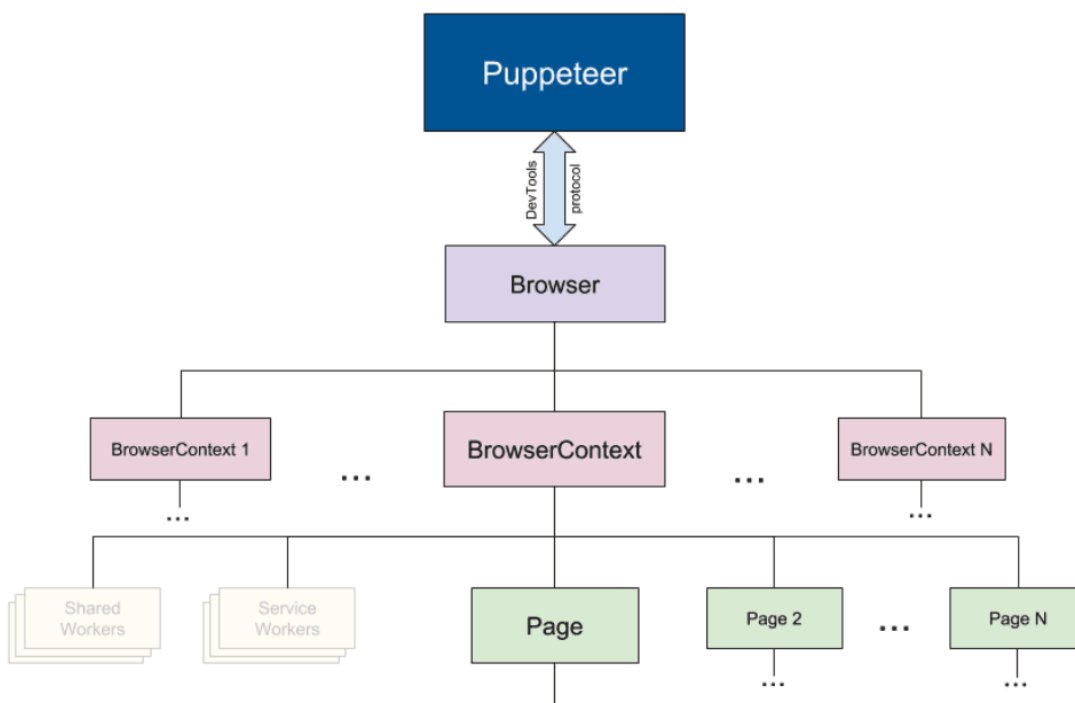 Puppeteer
DevTools
protocol
Browser
BrowserContext 1
...
BrowserContext
...
BrowserContext N
...
...
Shared
Workers
Service
Workers
Page
Page 2
...
Page N
...
...